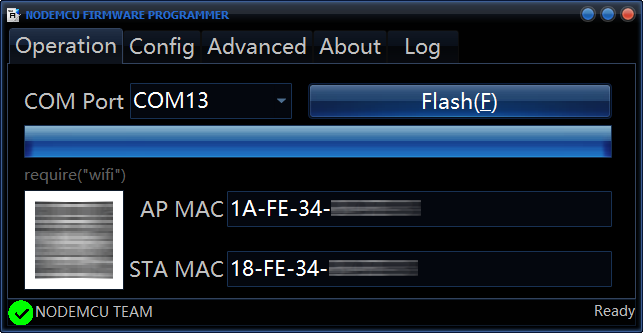 NODEMCU FIRMWARE PROGRAMMER
Operation Config Advanced About Log
COM Port COM13 Flash(F)
require("wifi")
AP MAC 1A-FE-34-
STA MAC 18-FE-34-
NODEMCU TEAM Ready